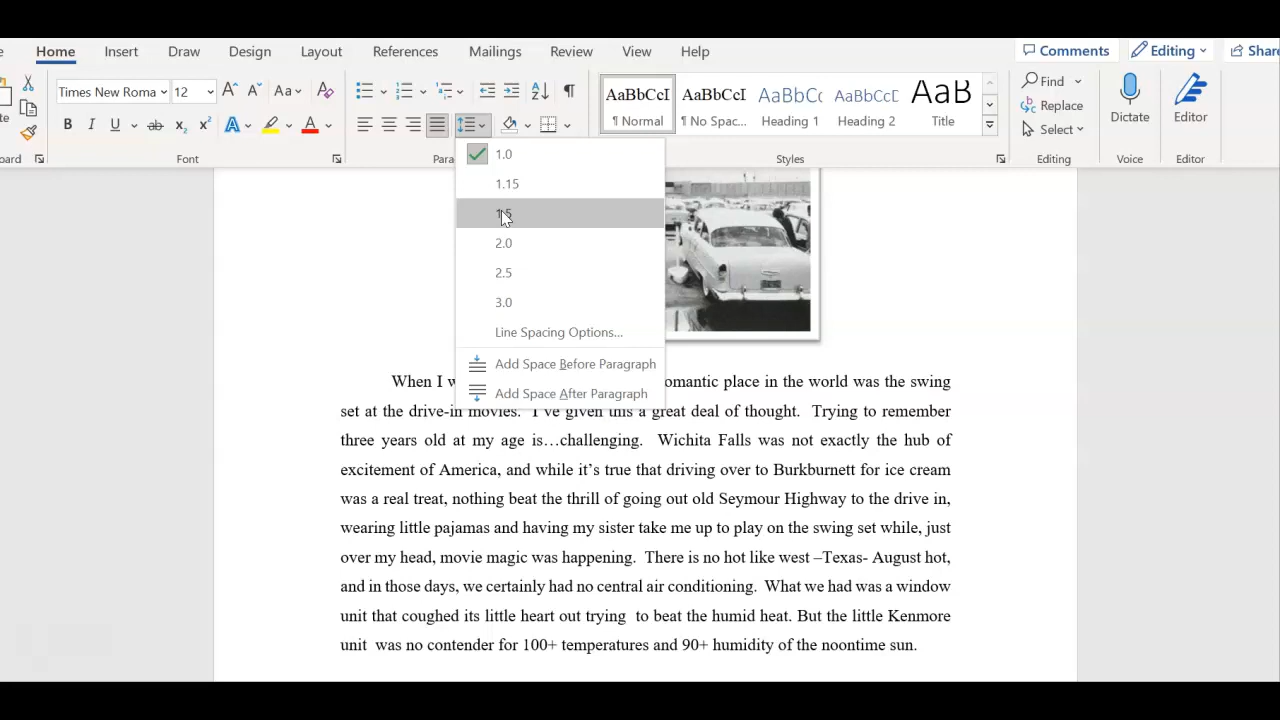 Home Insert Draw Design Layout References Mailings Review View Help Comments Editing
Times New Roma 12 Aa AaBbCcI AaBbCcI AaBbCc AaBbCcD AaB Find
Replace
B I U ab x₂ x² A A ¶ Normal ¶ No Spac... Heading 1 Heading 2 Title Select Dictate Editor
Font Styles Editing Voice Editor
1.0
1.15
1.5
2.0
2.5
3.0
Line Spacing Options...
Add Space Before Paragraph
Add Space After Paragraph
When I omantic place in the world was the swing
set at the drive-in movies. I've given this a great deal of thought. Trying to remember
three years old at my age is…challenging. Wichita Falls was not exactly the hub of
excitement of America, and while it's true that driving over to Burkburnett for ice cream
was a real treat, nothing beat the thrill of going out old Seymour Highway to the drive in,
wearing little pajamas and having my sister take me up to play on the swing set while, just
over my head, movie magic was happening. There is no hot like west –Texas- August hot,
and in those days, we certainly had no central air conditioning. What we had was a window
unit that coughed its little heart out trying to beat the humid heat. But the little Kenmore
unit was no contender for 100+ temperatures and 90+ humidity of the noontime sun.